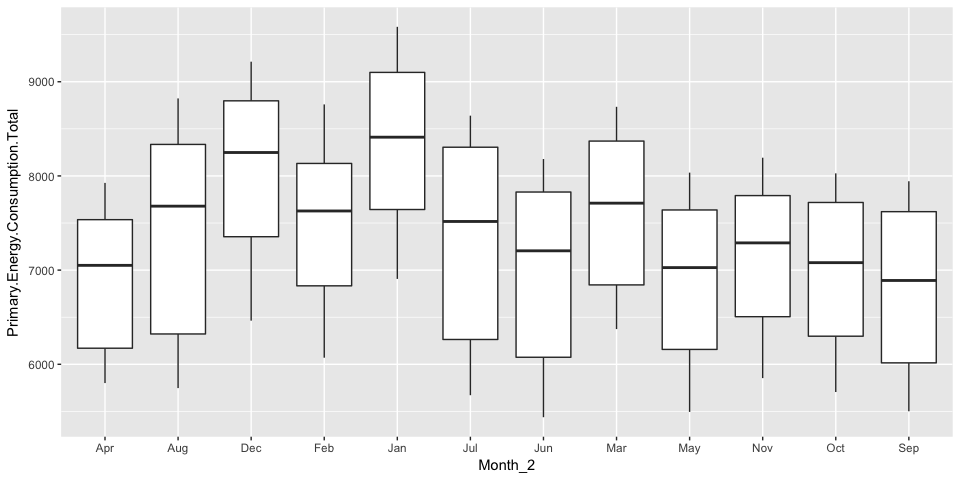 Primary.Energy.Consumption.Total
9000
8000
7000
6000
Apr Aug Dec Feb Jan Jul Jun Mar May Nov Oct Sep
Month_2